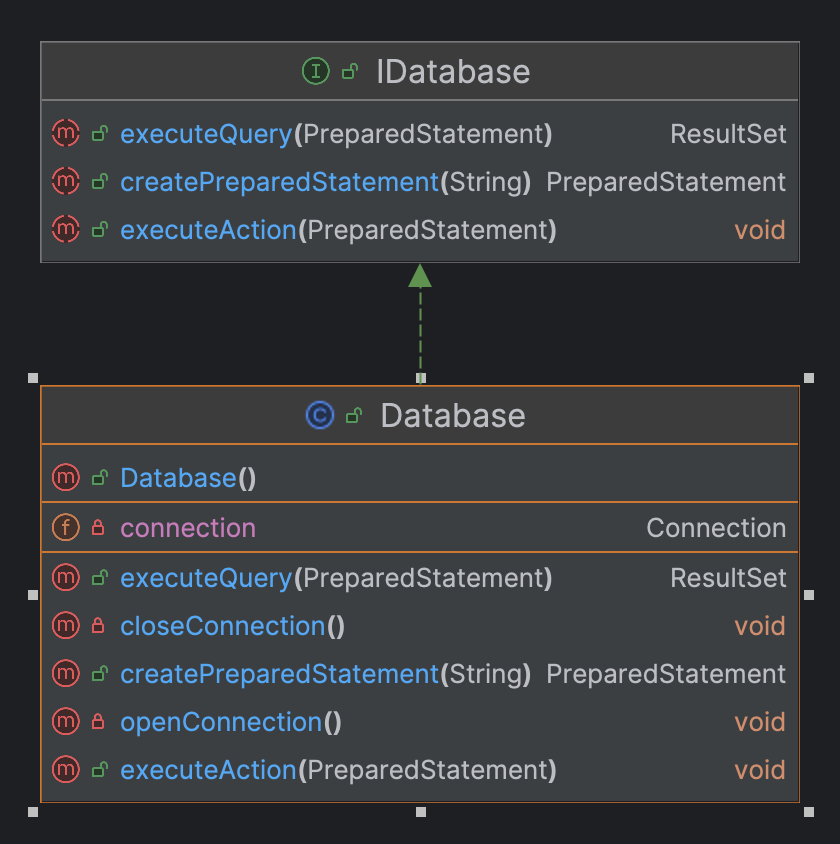 IDatabase
executeQuery(PreparedStatement) ResultSet
createPreparedStatement(String) PreparedStatement
executeAction(PreparedStatement) void
Database
Database()
connection Connection
executeQuery(PreparedStatement) ResultSet
closeConnection() void
createPreparedStatement(String) PreparedStatement
openConnection() void
executeAction(PreparedStatement) void